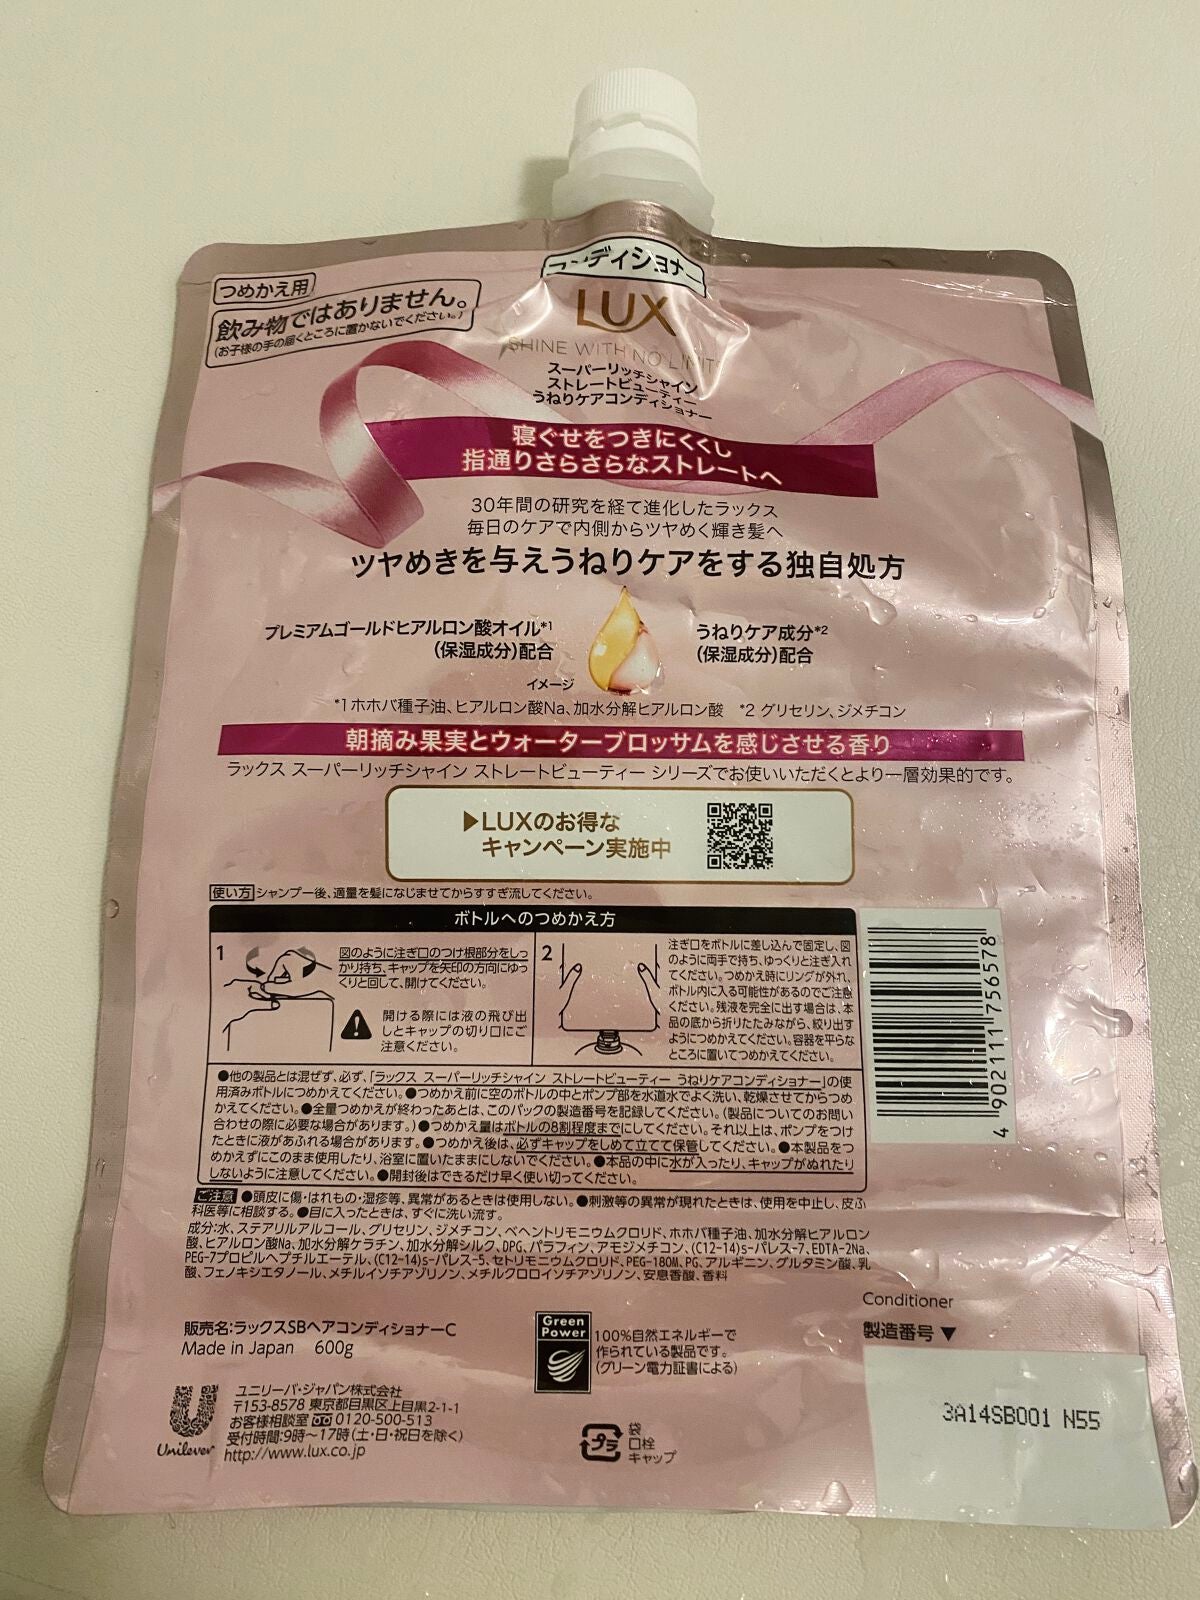 コンディショナー
つめかえ用
飲み物ではありません。
(お子様の手の届くところに置かないでください。)
LUX
SHINE WITH NO LIMIT
スーパーリッチシャイン
ストレートビューティー
うねりケアコンディショナー
寝ぐせをつきにくくし
指通りさらさらなストレートへ
30年間の研究を経て進化したラックス
毎日のケアで内側からツヤめく輝き髪へ
ツヤめきを与えうねりケアをする独自処方
プレミアムゴールドヒアルロン酸オイル*1
(保湿成分)配合
うねりケア成分*2
(保湿成分)配合
イメージ
*1ホホバ種子油、ヒアルロン酸Na、加水分解ヒアルロン酸 *2 グリセリン、ジメチコン
朝摘み果実とウォーターブロッサムを感じさせる香り
ラックス スーパーリッチシャイン ストレートビューティー シリーズでお使いいただくとより一層効果的です。
▶LUXのお得な
キャンペーン実施中
使い方 シャンプー後、適量を髪になじませてからすすぎ流してください。
ボトルへのつめかえ方
1
図のように注ぎ口のつけ根部分をしっ
かり持ち、キャップを矢印の方向にゆっ
くりと回して、開けてください。
開ける際には液の飛び出
しとキャップの切り口にご
注意ください。
2
注ぎ口をボトルに差し込んで固定し、図
のように両手で持ち、ゆっくりと注ぎ入れ
てください。つめかえ時にリングが外れ、
ボトル内に入る可能性があるのでご注意
ください。残液を完全に出す場合は、本
品の底から折りたたみながら、絞り出す
ようにつめかえてください。容器を平らな
ところに置いてつめかえてください。
●他の製品とは混ぜず、必ず、「ラックス スーパーリッチシャイン ストレートビューティー うねりケアコンディショナー」の使
用済みボトルにつめかえてください。●つめかえ前に空のボトルの中とポンプ部を水道水でよく洗い、乾燥させてからつめ
かえてください。●全量つめかえが終わったあとは、このパックの製造番号を記録してください。(製品についてのお問い
合わせの際に必要な場合があります。)●つめかえ量はボトルの8割程度までにしてください。それ以上は、ポンプをつけ
たときに液があふれる場合があります。●つめかえ後は、必ずキャップをしめて立てて保管してください。●本製品をつ
めかえずにこのまま使用したり、浴室に置いたままにしないでください。●本品の中に水が入ったり、キャップがぬれたり
しないように注意してください。●開封後はできるだけ早く使い切ってください。
ご注意 ●頭皮に傷・はれもの・湿疹等、異常があるときは使用しない。●刺激等の異常が現れたときは、使用を中止し、皮ふ
科医等に相談する。●目に入ったときは、すぐに洗い流す。
成分:水、ステアリルアルコール、グリセリン、ジメチコン、ベヘントリモニウムクロリド、ホホバ種子油、加水分解ヒアルロン
酸、ヒアルロン酸Na、加水分解ケラチン、加水分解シルク、DPG、パラフィン、アモジメチコン、(C12-14)s-パレス-7、EDTA-2Na、
PEG-7プロピルヘプチルエーテル、(C12-14)s-パレス-5、セトリモニウムクロリド、PEG-180M、PG、アルギニン、グルタミン酸、乳
酸、フェノキシエタノール、メチルイソチアゾリノン、メチルクロロイソチアゾリノン、安息香酸、香料
4 902111 756578
販売名:ラックスSBヘアコンディショナーC
Made in Japan 600g
Green
Power
100%自然エネルギーで
作られている製品です。
(グリーン電力証書による)
Conditioner
製造番号▼
3A14SB001 N55
Unilever
ユニリーバ・ジャパン株式会社
〒153-8578 東京都目黒区上目黒2-1-1
お客様相談室 0120-500-513
受付時間:9時〜17時(土・日・祝日を除く)
http://www.lux.co.jp
プラ
袋
口栓
キャップ